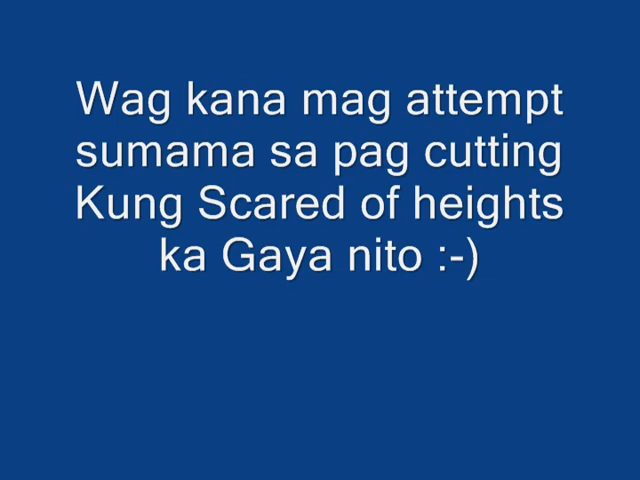 Wag kana mag attempt
sumama sa pag cutting
Kung Scared of heights
ka Gaya nito :-)